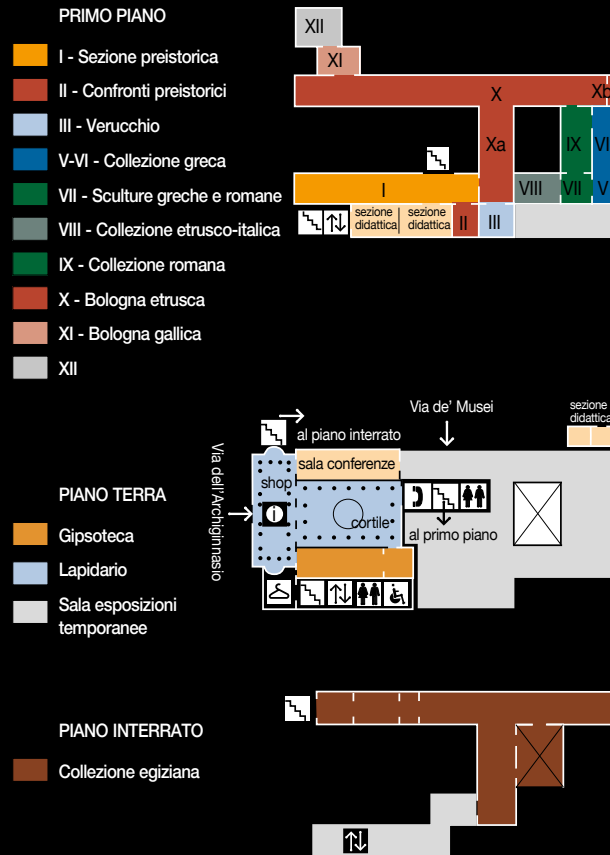 PRIMO PIANO
I - Sezione preistorica
II - Confronti preistorici
III - Verucchio
V-VI - Collezione greca
VII - Sculture greche e romane
VIII - Collezione etrusco-italica
IX - Collezione romana
X - Bologna etrusca
XI - Bologna gallica
XII
XII
XI
X
Xb
Xa
IX
VI
I
VIII
VII
V
sezione
didattica
sezione
didattica
II
III
PIANO TERRA
Gipsoteca
Lapidario
Sala esposizioni
temporanee
al piano interrato
Via de' Musei
sezione
didattica
Via dell'Archiginnasio
sala conferenze
shop
cortile
al primo piano
PIANO INTERRATO
Collezione egiziana